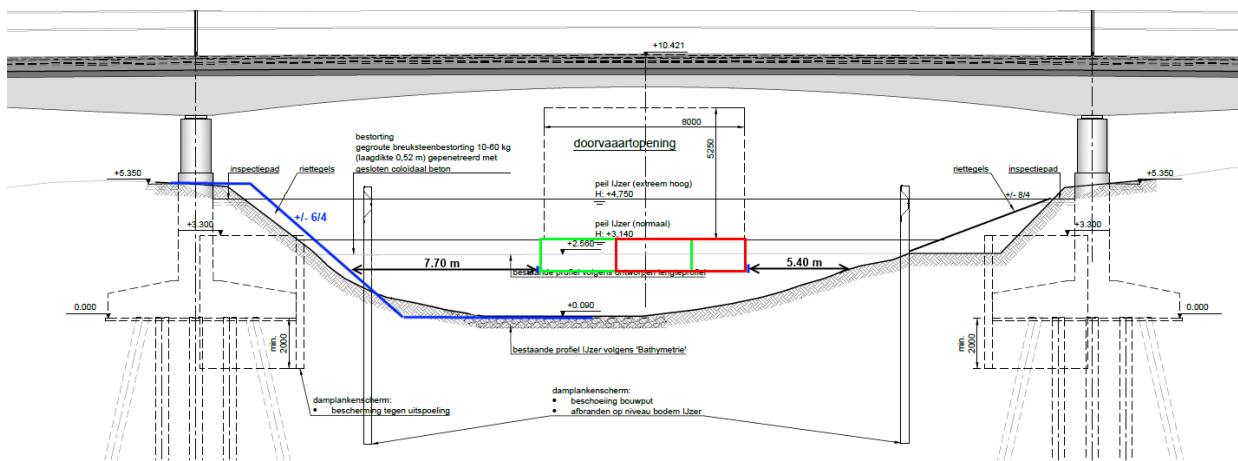 +10.421
8000
5250
doorvaaartopening
bestorting
gegroute breuksteenbestorting 10-60 kg
(laagdikte 0,52 m) gepenetreerd met
gesloten coloïdaal beton
inspectiepad
riettegels
riettegels
inspectiepad
+5.350
+5.350
peil IJzer (extreem hoog)
H: +4,750
+/- 8/4
+/- 6/4
+3.300
peil IJzer (normaal)
H: +3,140
+3.300
+2.560
7.70 m
5.40 m
bestaande profiel volgens ontworpen lengteprofiel
0.000
+0.090
0.000
min.
2000
bestaande profiel IJzer volgens 'Bathymetrie'
min.
2000
damplankenscherm:
• bescherming tegen uitspoeling
damplankenscherm:
• beschoeiing bouwput
• afbranden op niveau bodem IJzer